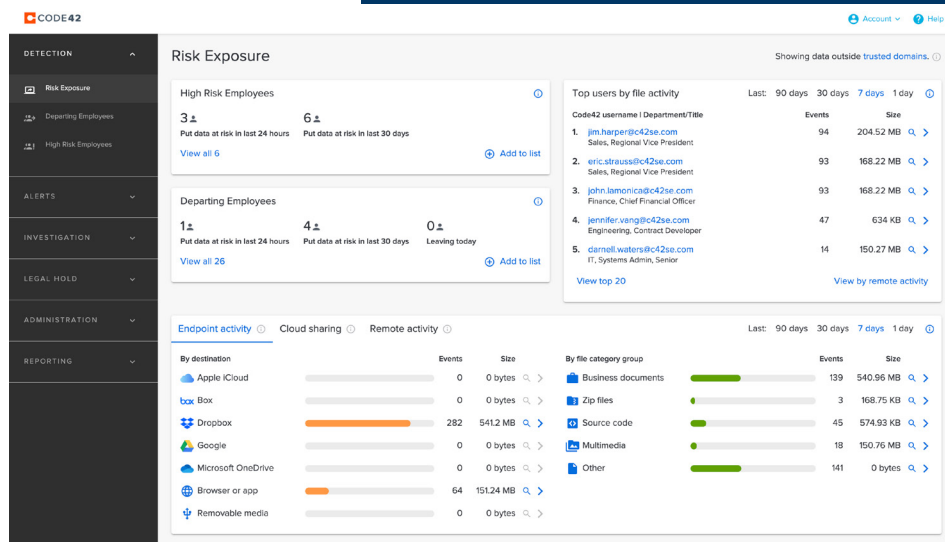 CODE42
Account
Help
DETECTION
Risk Exposure
Departing Employees
High Risk Employees
ALERTS
INVESTIGATION
LEGAL HOLD
ADMINISTRATION
REPORTING
Risk Exposure
Showing data outside trusted domains.
High Risk Employees
3 6
Put data at risk in last 24 hours Put data at risk in last 30 days
View all 6 Add to list
Departing Employees
1 4 0
Put data at risk in last 24 hours Put data at risk in last 30 days Leaving today
View all 26 Add to list
Top users by file activity Last: 90 days 30 days 7 days 1 day
Code42 username | Department/Title Events Size
1. jim.harper@c42se.com 94 204.52 MB
Sales, Regional Vice President
2. eric.strauss@c42se.com 93 168.22 MB
Sales, Regional Vice President
3. john.lamonica@c42se.com 93 168.22 MB
Finance, Chief Financial Officer
4. jennifer.vang@c42se.com 47 634 KB
Engineering, Contract Developer
5. darnell.waters@c42se.com 14 150.27 MB
IT, Systems Admin, Senior
View top 20 View by remote activity
Endpoint activity Cloud sharing Remote activity Last: 90 days 30 days 7 days 1 day
By destination Events Size
Apple iCloud 0 0 bytes
box Box 0 0 bytes
Dropbox 282 541.2 MB
Google 0 0 bytes
Microsoft OneDrive 0 0 bytes
Browser or app 64 151.24 MB
Removable media 0 0 bytes
By file category group Events Size
Business documents 139 540.96 MB
Zip files 3 168.75 KB
Source code 45 574.93 KB
Multimedia 18 150.76 MB
Other 141 0 bytes